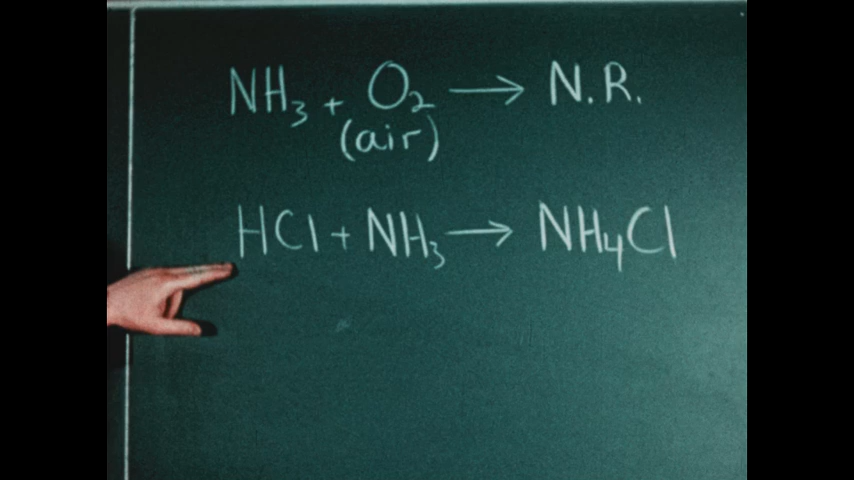 NH₃ + O₂ → N.R.
(air)
HCl + NH₃ → NH₄Cl